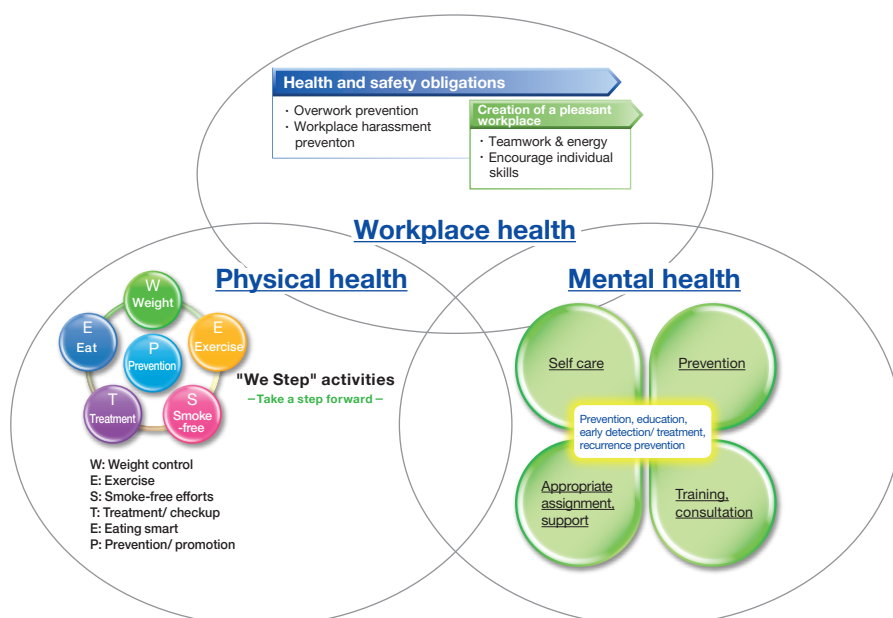 Health and safety obligations
・Overwork prevention
・Workplace harassment
preventon
Creation of a pleasant
workplace
・Teamwork & energy
・Encourage individual
skills
Workplace health
Physical health
Mental health
W
Weight
E
Eat
E
Exercise
P
Prevention
T
Treatment
S
Smoke
-free
"We Step" activities
–Take a step forward–
W: Weight control
E: Exercise
S: Smoke-free efforts
T: Treatment/ checkup
E: Eating smart
P: Prevention/ promotion
Self care
Prevention
Prevention, education,
early detection/ treatment,
recurrence prevention
Appropriate
assignment,
support
Training,
consultation